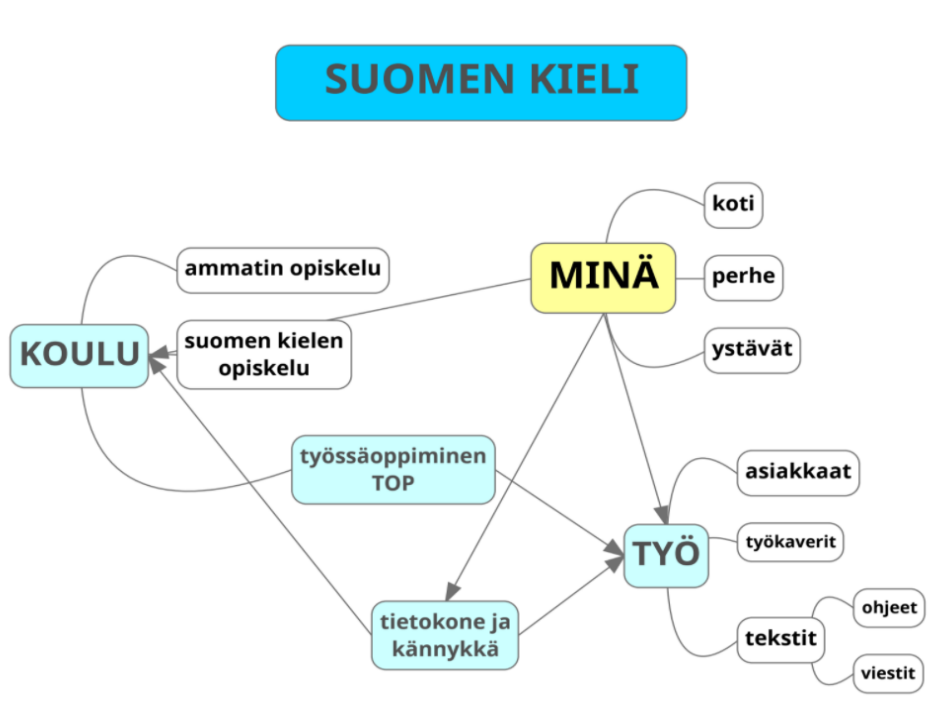 SUOMEN KIELI
koti
MINÄ
perhe
ystävät
ammatin opiskelu
KOULU
suomen kielen
opiskelu
työssäoppiminen
TOP
asiakkaat
TYÖ
työkaverit
tietokone ja
kännykkä
tekstit
ohjeet
viestit